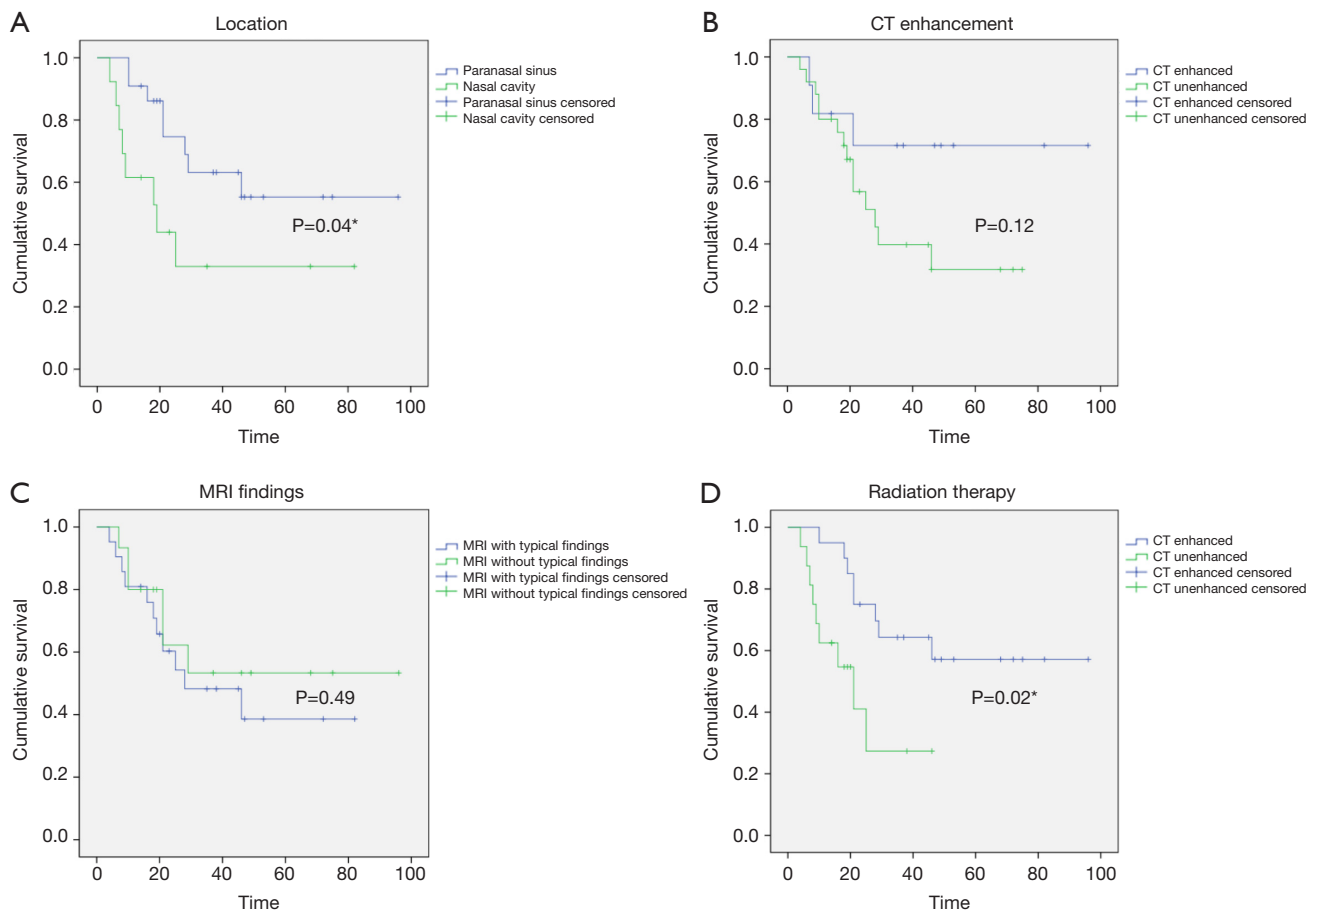 A
Location
1.0
0.8
0.6
0.4
0.2
0.0
Cumulative survival
0 20 40 60 80 100
Time
P=0.04*
Paranasal sinus
Nasal cavity
Paranasal sinus censored
Nasal cavity censored
B
CT enhancement
1.0
0.8
0.6
0.4
0.2
0.0
Cumulative survival
0 20 40 60 80 100
Time
P=0.12
CT enhanced
CT unenhanced
CT enhanced censored
CT unenhanced censored
C
MRI findings
1.0
0.8
0.6
0.4
0.2
0.0
Cumulative survival
0 20 40 60 80 100
Time
P=0.49
MRI with typical findings
MRI without typical findings
MRI with typical findings censored
MRI without typical findings censored
D
Radiation therapy
1.0
0.8
0.6
0.4
0.2
0.0
Cumulative survival
0 20 40 60 80 100
Time
P=0.02*
CT enhanced
CT unenhanced
CT enhanced censored
CT unenhanced censored